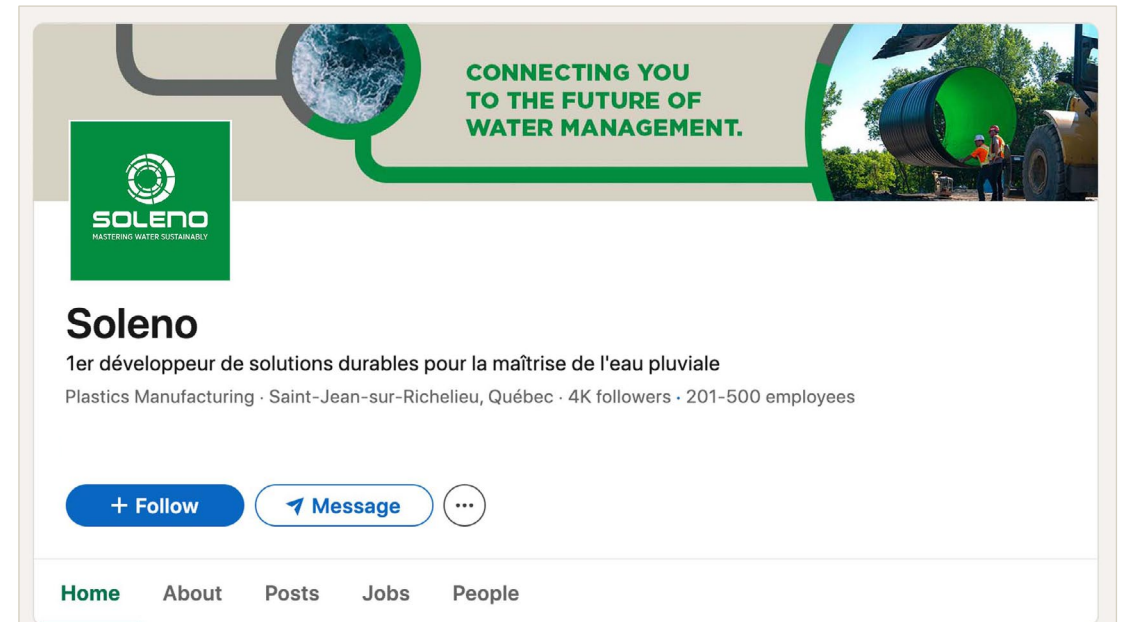 CONNECTING YOU
TO THE FUTURE OF
WATER MANAGEMENT.
SOLENO
MASTERING WATER SUSTAINABLY
Soleno
1er développeur de solutions durables pour la maîtrise de l'eau pluviale
Plastics Manufacturing · Saint-Jean-sur-Richelieu, Québec · 4K followers · 201-500 employees
+ Follow Message ···
Home About Posts Jobs People